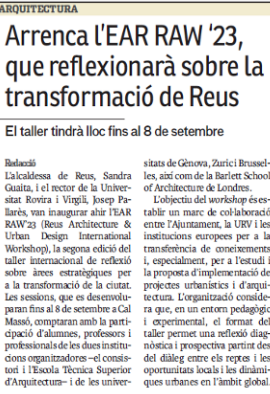 ARQUITECTURA
Arrenca l'EAR RAW '23,
que reflexionarà sobre la
transformació de Reus
El taller tindrà lloc fins al 8 de setembre
Redacció
L'alcaldessa de Reus, Sandra
Guaita, i el rector de la Univer-
sitat Rovira i Virgili, Josep Pa-
llarès, van inaugurar ahir l'EAR
RAW'23 (Reus Architecture &
Urban Design International
Workshop), la segona edició del
taller internacional de reflexió
sobre àrees estratègiques per
a la transformació de la ciutat.
Les sessions, que es desenvolu-
paran fins al 8 de setembre a Cal
Massó, comptaran amb la parti-
cipació d'alumnes, professors i
professionals de les dues institu-
cions organitzadores –el consis-
tori i l'Escola Tècnica Superior
d'Arquitectura– i de les univer-
sitats de Gènova, Zuric i Brussel-
les, així com de la Barlett School
of Architecture de Londres.
L'objectiu del workshop és es-
tablir un marc de col·laboració
entre l'Ajuntament, la URV i les
institucions europees per a la
transferència de coneixements
i, especialment, per a l'estudi i
la proposta d'implementació de
projectes urbanístics i d'arqui-
tectura. L'organització conside-
ra que, en un entorn pedagògic
i experimental, el format del
taller permet una reflexió diag-
nòstica i prospectiva partint des
del diàleg entre els reptes i les
oportunitats locals i les dinàmi-
ques urbanes en l'àmbit global.